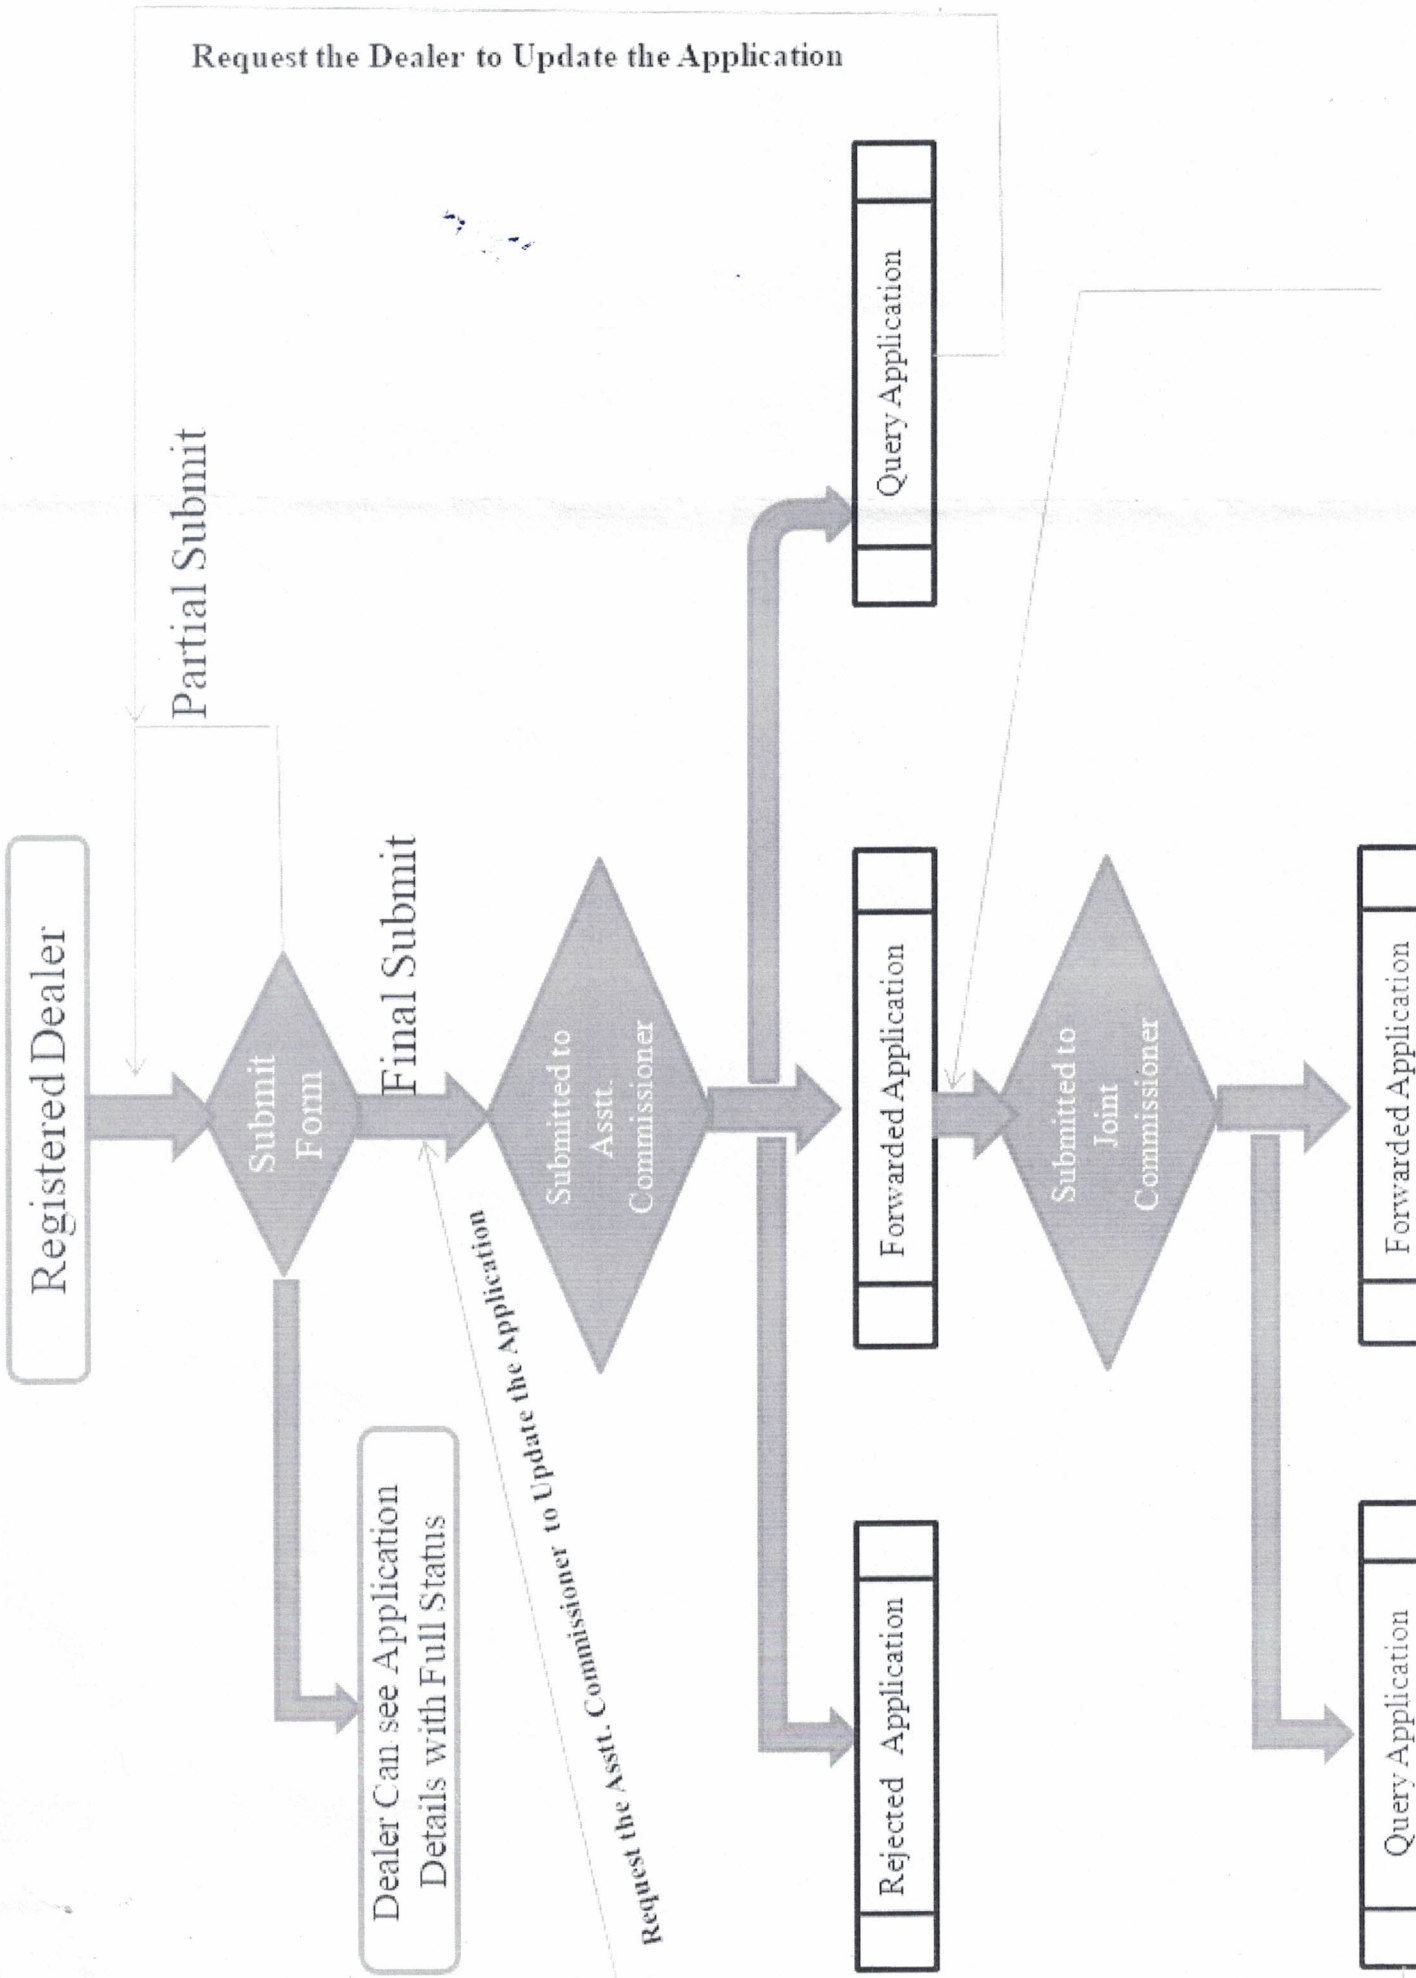 Request the Dealer to Update the Application
Registered Dealer
Partial Submit
Submit
Form
Final Submit
Dealer Can see Application
Details with Full Status
Request the Asstt. Commissioner to Update the Application
Submitted to
Asstt.
Commissioner
Rejected Application
Forwarded Application
Query Application
Submitted to
Joint
Commissioner
Query Application
Forwarded Application